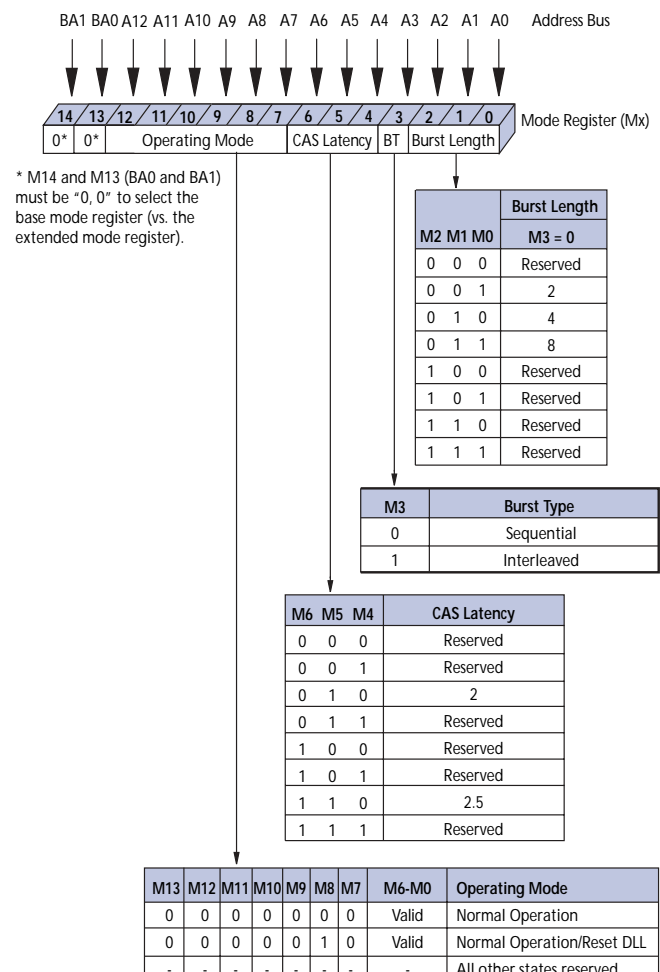 BA1 BA0 A12 A11 A10 A9 A8 A7 A6 A5 A4 A3 A2 A1 A0 Address Bus
14 13 12 11 10 9 8 7 6 5 4 3 2 1 0 Mode Register (Mx)
0* 0* Operating Mode CAS Latency BT Burst Length
* M14 and M13 (BA0 and BA1)
must be "0, 0" to select the
base mode register (vs. the
extended mode register).
Burst Length
M2 M1 M0 M3 = 0
0 0 0 Reserved
0 0 1 2
0 1 0 4
0 1 1 8
1 0 0 Reserved
1 0 1 Reserved
1 1 0 Reserved
1 1 1 Reserved
M3 Burst Type
0 Sequential
1 Interleaved
M6 M5 M4 CAS Latency
0 0 0 Reserved
0 0 1 Reserved
0 1 0 2
0 1 1 Reserved
1 0 0 Reserved
1 0 1 Reserved
1 1 0 2.5
1 1 1 Reserved
M13 M12 M11 M10 M9 M8 M7 M6-M0 Operating Mode
0 0 0 0 0 0 0 Valid Normal Operation
0 0 0 0 0 1 0 Valid Normal Operation/Reset DLL
- - - - - - - - All other states reserved